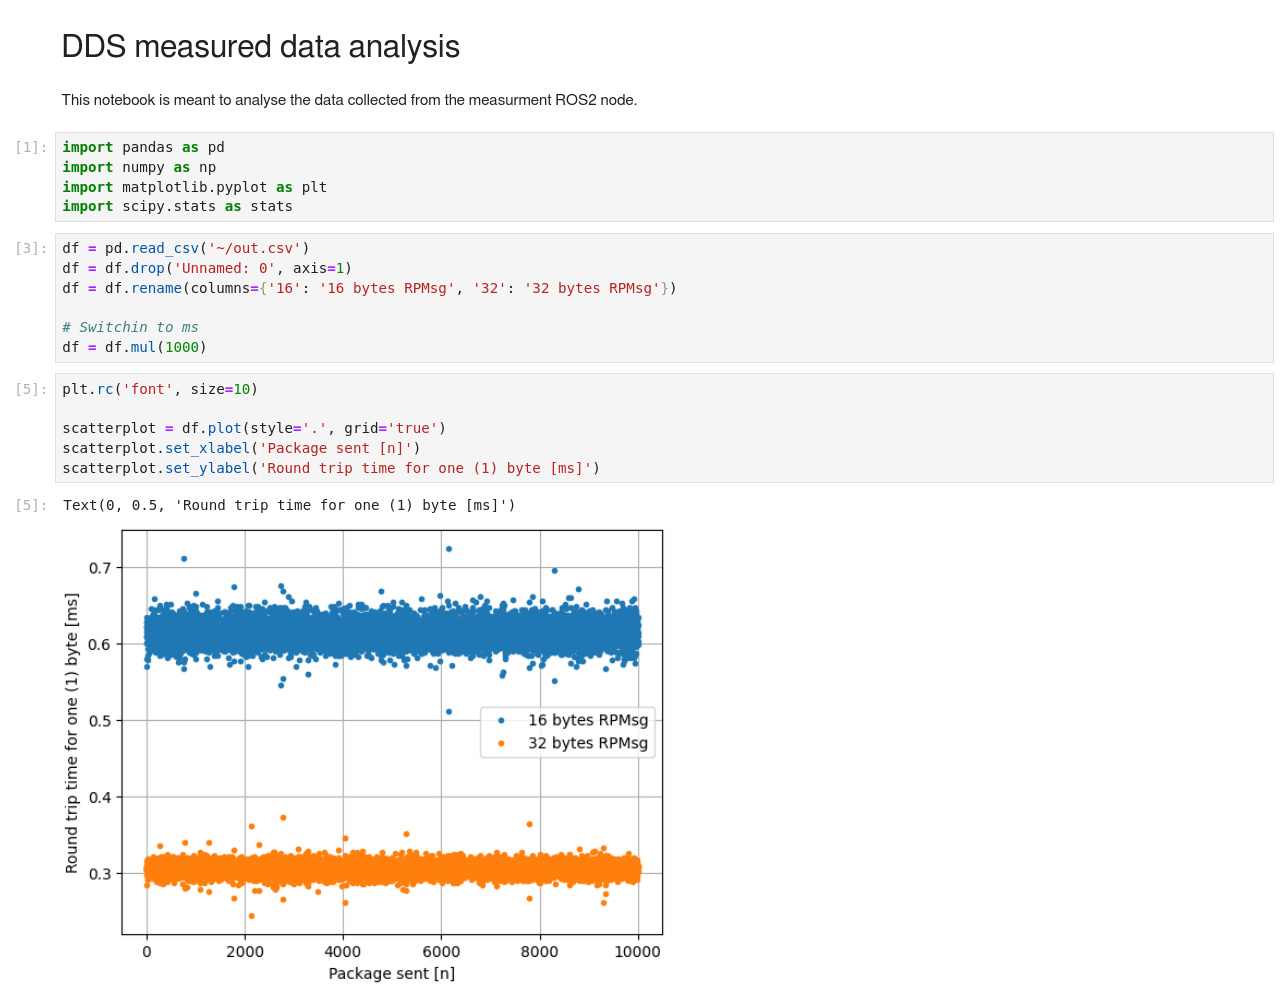 DDS measured data analysis
This notebook is meant to analyse the data collected from the measurment ROS2 node.
[1]:
import pandas as pd
import numpy as np
import matplotlib.pyplot as plt
import scipy.stats as stats
[3]:
df = pd.read_csv('~/out.csv')
df = df.drop('Unnamed: 0', axis=1)
df = df.rename(columns={'16': '16 bytes RPMsg', '32': '32 bytes RPMsg'})
# Switchin to ms
df = df.mul(1000)
[5]:
plt.rc('font', size=10)
scatterplot = df.plot(style='.', grid='true')
scatterplot.set_xlabel('Package sent [n]')
scatterplot.set_ylabel('Round trip time for one (1) byte [ms]')
[5]:
Text(0, 0.5, 'Round trip time for one (1) byte [ms]')
Round trip time for one (1) byte [ms]
0.7
0.6
0.5
0.4
0.3
16 bytes RPMsg
32 bytes RPMsg
0 2000 4000 6000 8000 10000
Package sent [n]